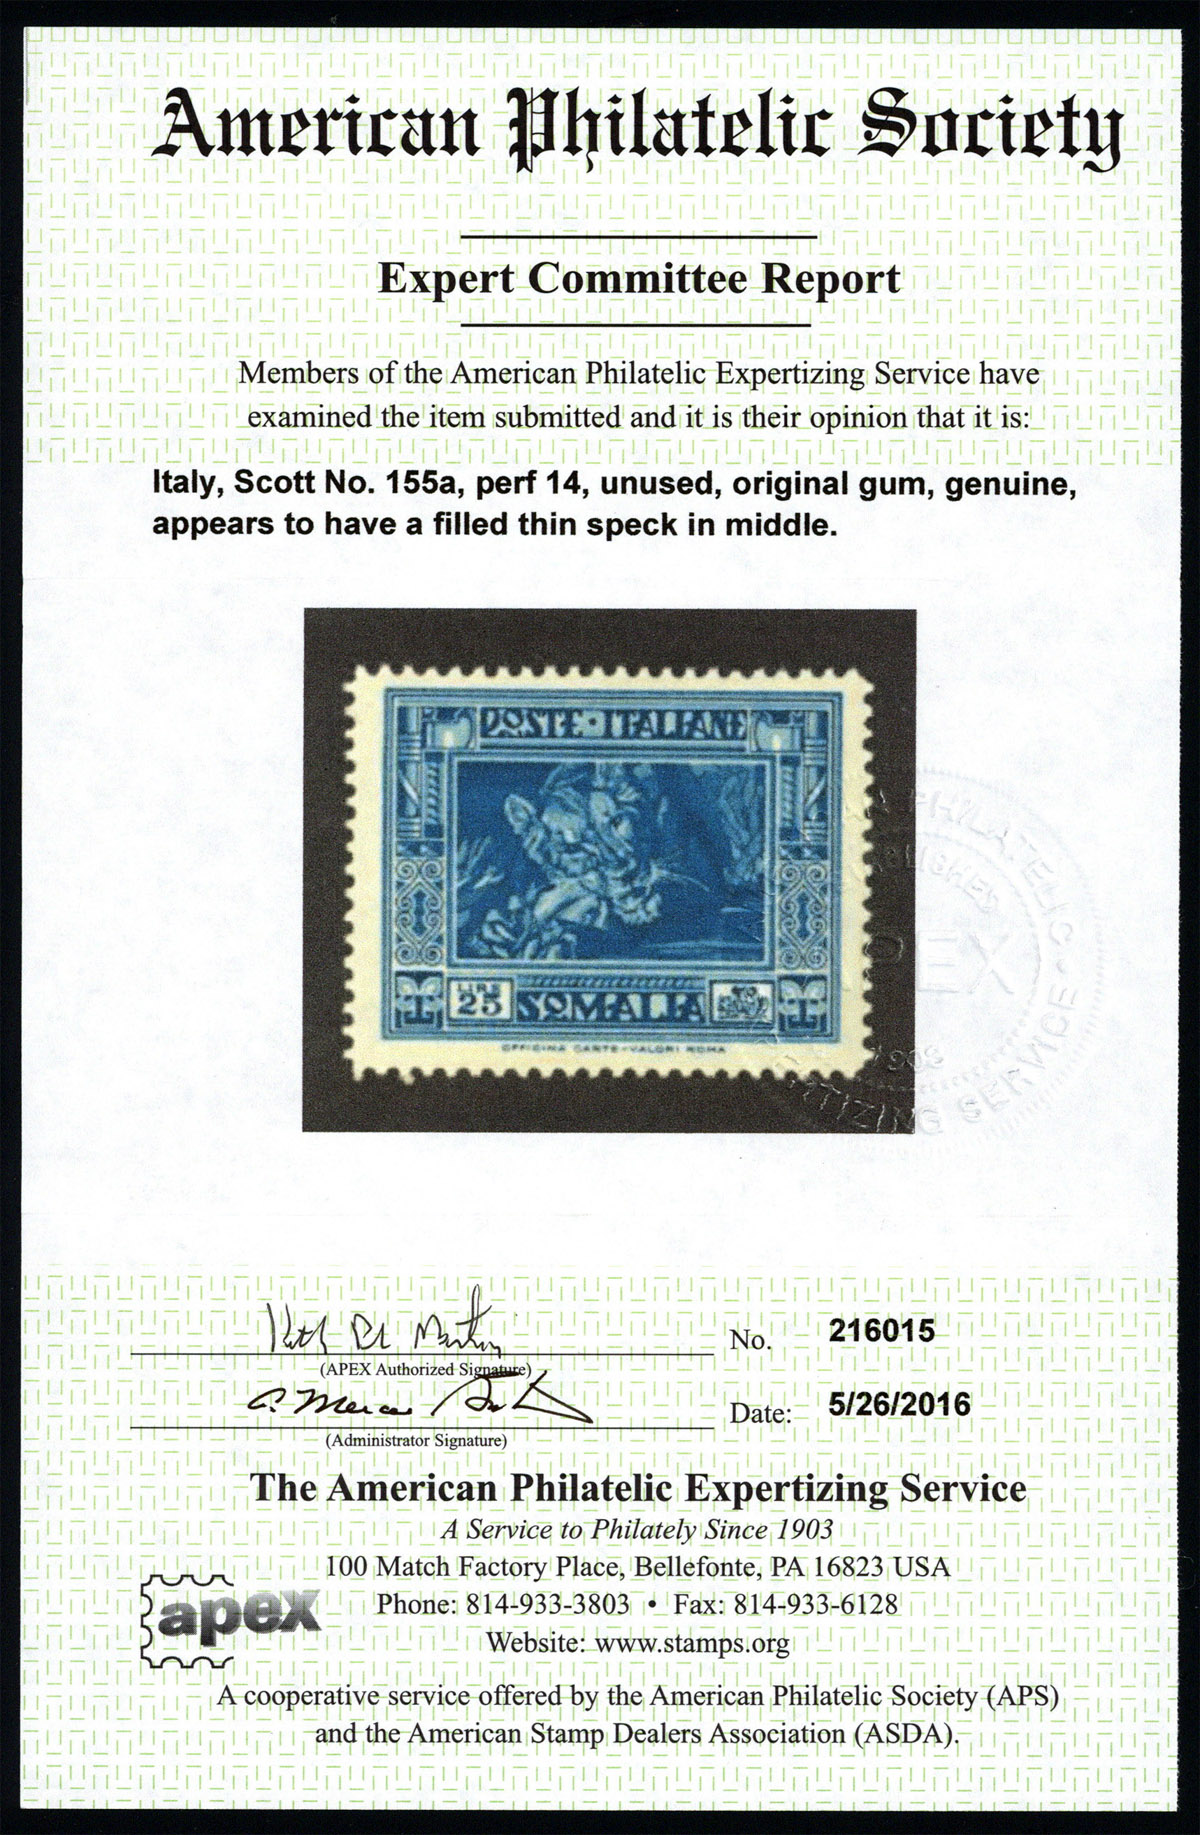 American Philatelic Society
Expert Committee Report
Members of the American Philatelic Expertizing Service have
examined the item submitted and it is their opinion that it is:
Italy, Scott No. 155a, perf 14, unused, original gum, genuine,
appears to have a filled thin speck in middle.
POSTE · ITALIANE
LIRE
25
SOMALIA
OFFICINA CARTE-VALORI ROMA
PHILATELIC
APEX
1903
EXPERTIZING SERVICE
No. 216015
(APEX Authorized Signature)
Date: 5/26/2016
(Administrator Signature)
The American Philatelic Expertizing Service
A Service to Philately Since 1903
100 Match Factory Place, Bellefonte, PA 16823 USA
Phone: 814-933-3803 • Fax: 814-933-6128
Website: www.stamps.org
apex
A cooperative service offered by the American Philatelic Society (APS)
and the American Stamp Dealers Association (ASDA).